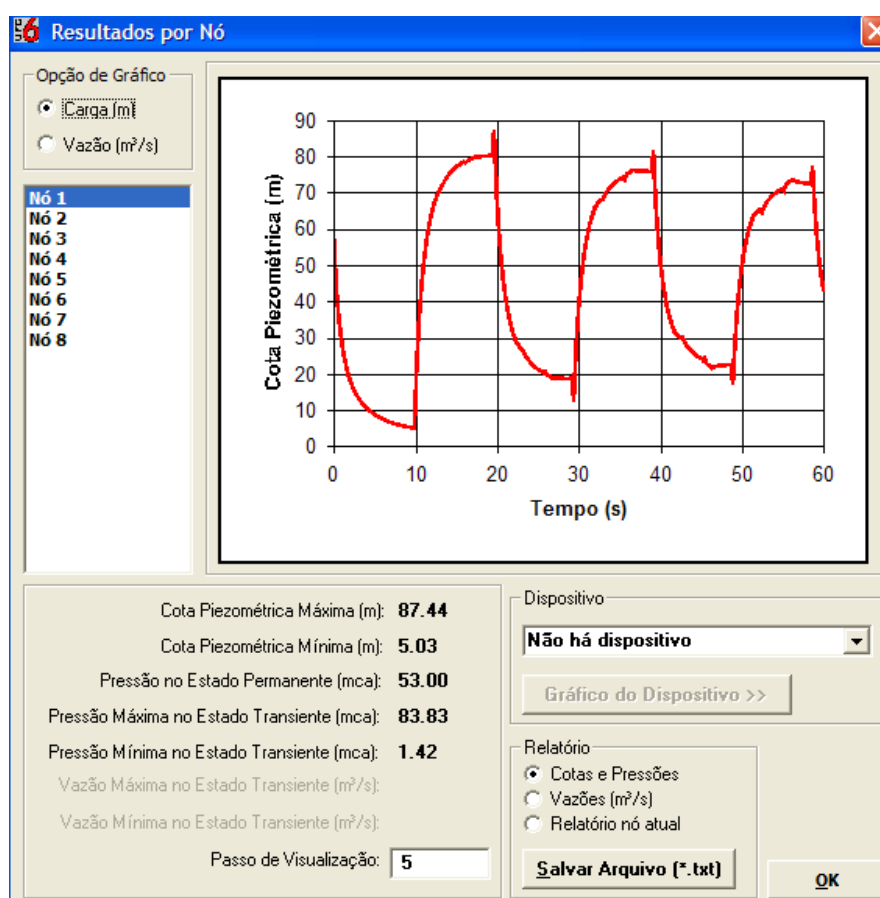 Resultados por Nó
Opção de Gráfico
Carga (m)
Vazão (m³/s)
Nó 1
Nó 2
Nó 3
Nó 4
Nó 5
Nó 6
Nó 7
Nó 8
Cota Piezométrica (m)
90
80
70
60
50
40
30
20
10
0
0 10 20 30 40 50 60
Tempo (s)
Cota Piezométrica Máxima (m): 87.44
Cota Piezométrica Mínima (m): 5.03
Pressão no Estado Permanente (mca): 53.00
Pressão Máxima no Estado Transiente (mca): 83.83
Pressão Mínima no Estado Transiente (mca): 1.42
Vazão Máxima no Estado Transiente (m³/s):
Vazão Mínima no Estado Transiente (m³/s):
Passo de Visualização: 5
Dispositivo
Não há dispositivo
Gráfico do Dispositivo >>
Relatório
Cotas e Pressões
Vazões (m³/s)
Relatório nó atual
Salvar Arquivo (*.txt)
OK